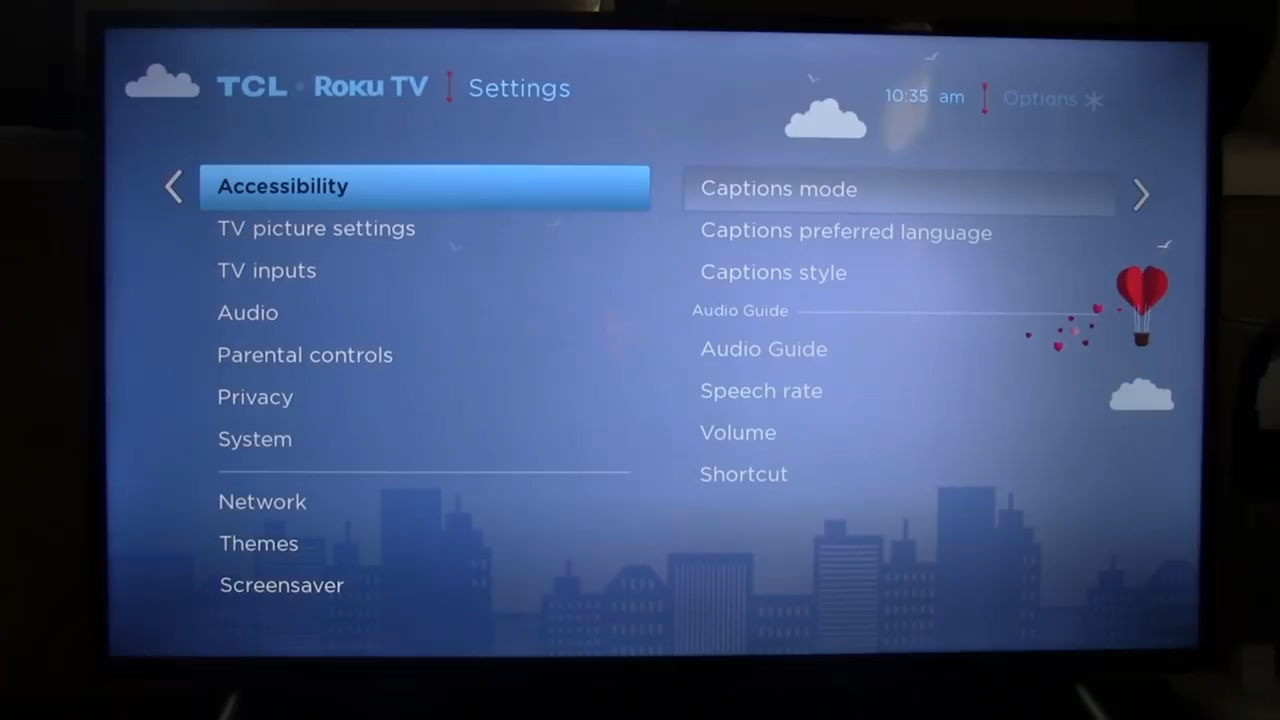 TCL • Roku TV Settings
10:35 am Options
Accessibility
TV picture settings
TV inputs
Audio
Parental controls
Privacy
System
Network
Themes
Screensaver
Captions mode
Captions preferred language
Captions style
Audio Guide
Audio Guide
Speech rate
Volume
Shortcut